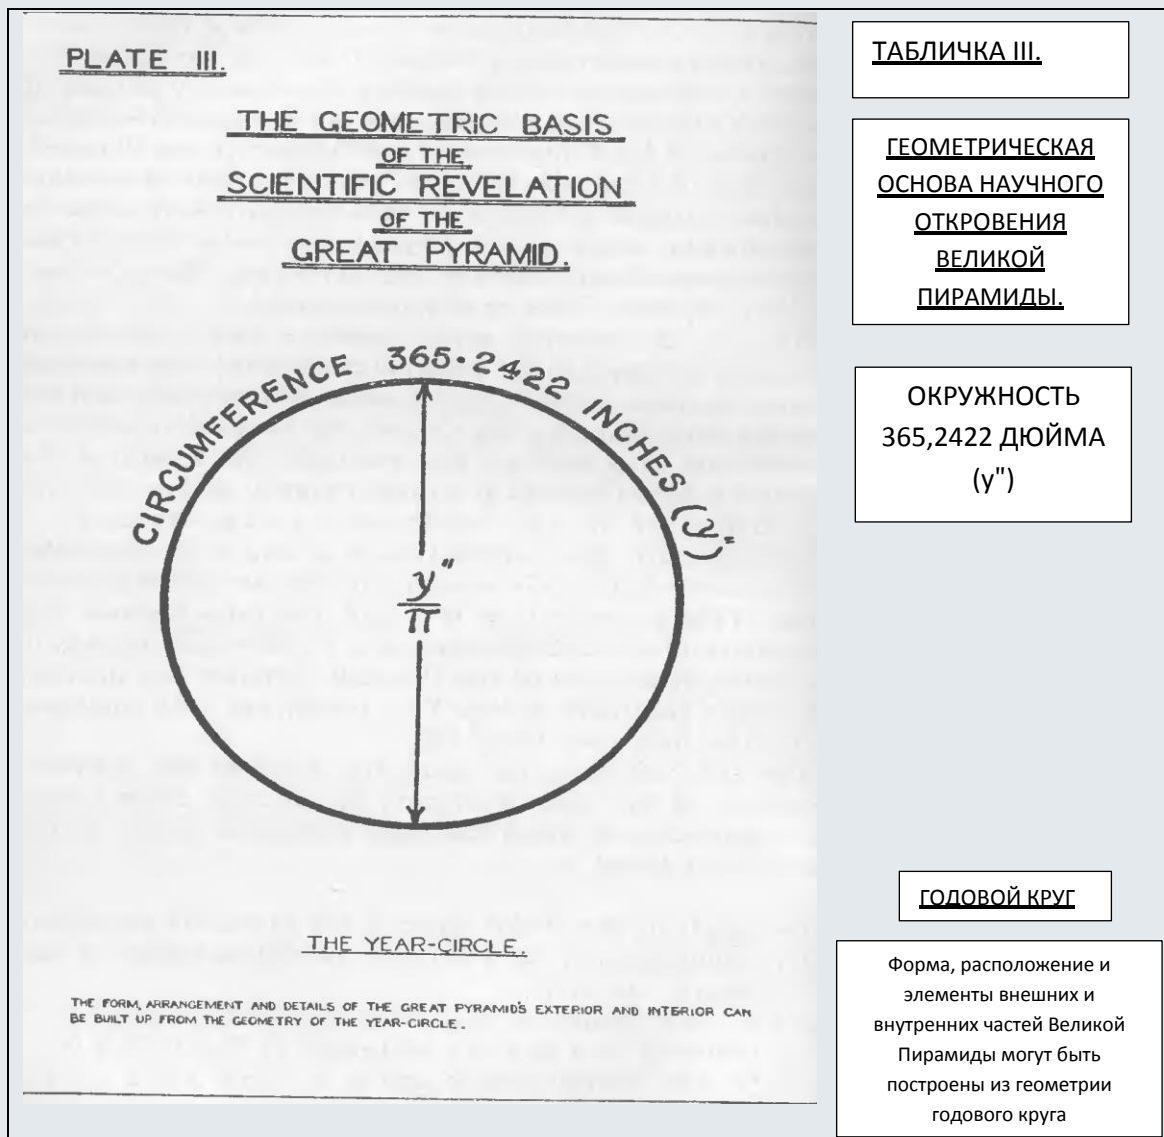 PLATE III.
THE GEOMETRIC BASIS
OF THE
SCIENTIFIC REVELATION
OF THE
GREAT PYRAMID.
CIRCUMFERENCE 365·2422 INCHES (y")
y"
π
THE YEAR-CIRCLE.
THE FORM, ARRANGEMENT AND DETAILS OF THE GREAT PYRAMIDS EXTERIOR AND INTERIOR CAN
BE BUILT UP FROM THE GEOMETRY OF THE YEAR-CIRCLE.
ТАБЛИЧКА III.
ГЕОМЕТРИЧЕСКАЯ
ОСНОВА НАУЧНОГО
ОТКРОВЕНИЯ
ВЕЛИКОЙ
ПИРАМИДЫ.
ОКРУЖНОСТЬ
365,2422 ДЮЙМА
(у")
ГОДОВОЙ КРУГ
Форма, расположение и
элементы внешних и
внутренних частей Великой
Пирамиды могут быть
построены из геометрии
годового круга